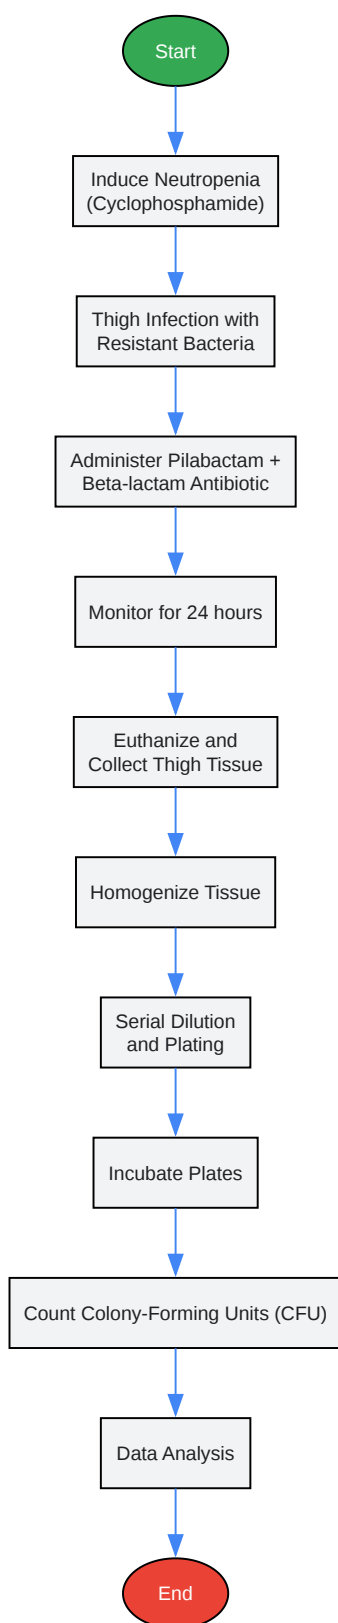 Start
Induce Neutropenia
(Cyclophosphamide)
Thigh Infection with
Resistant Bacteria
Administer Pilabactam +
Beta-lactam Antibiotic
Monitor for 24 hours
Euthanize and
Collect Thigh Tissue
Homogenize Tissue
Serial Dilution
and Plating
Incubate Plates
Count Colony-Forming Units (CFU)
Data Analysis
End